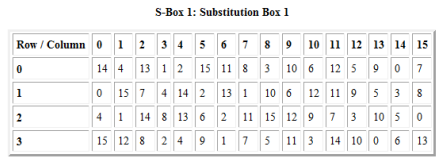 S-Box 1: Substitution Box 1
Row / Column 0 1 2 3 4 5 6 7 8 9 10 11 12 13 14 15
0 14 4 13 1 2 15 11 8 3 10 6 12 5 9 0 7
1 0 15 7 4 14 2 13 1 10 6 12 11 9 5 3 8
2 4 1 14 8 13 6 2 11 15 12 9 7 3 10 5 0
3 15 12 8 2 4 9 1 7 5 11 3 14 10 0 6 13